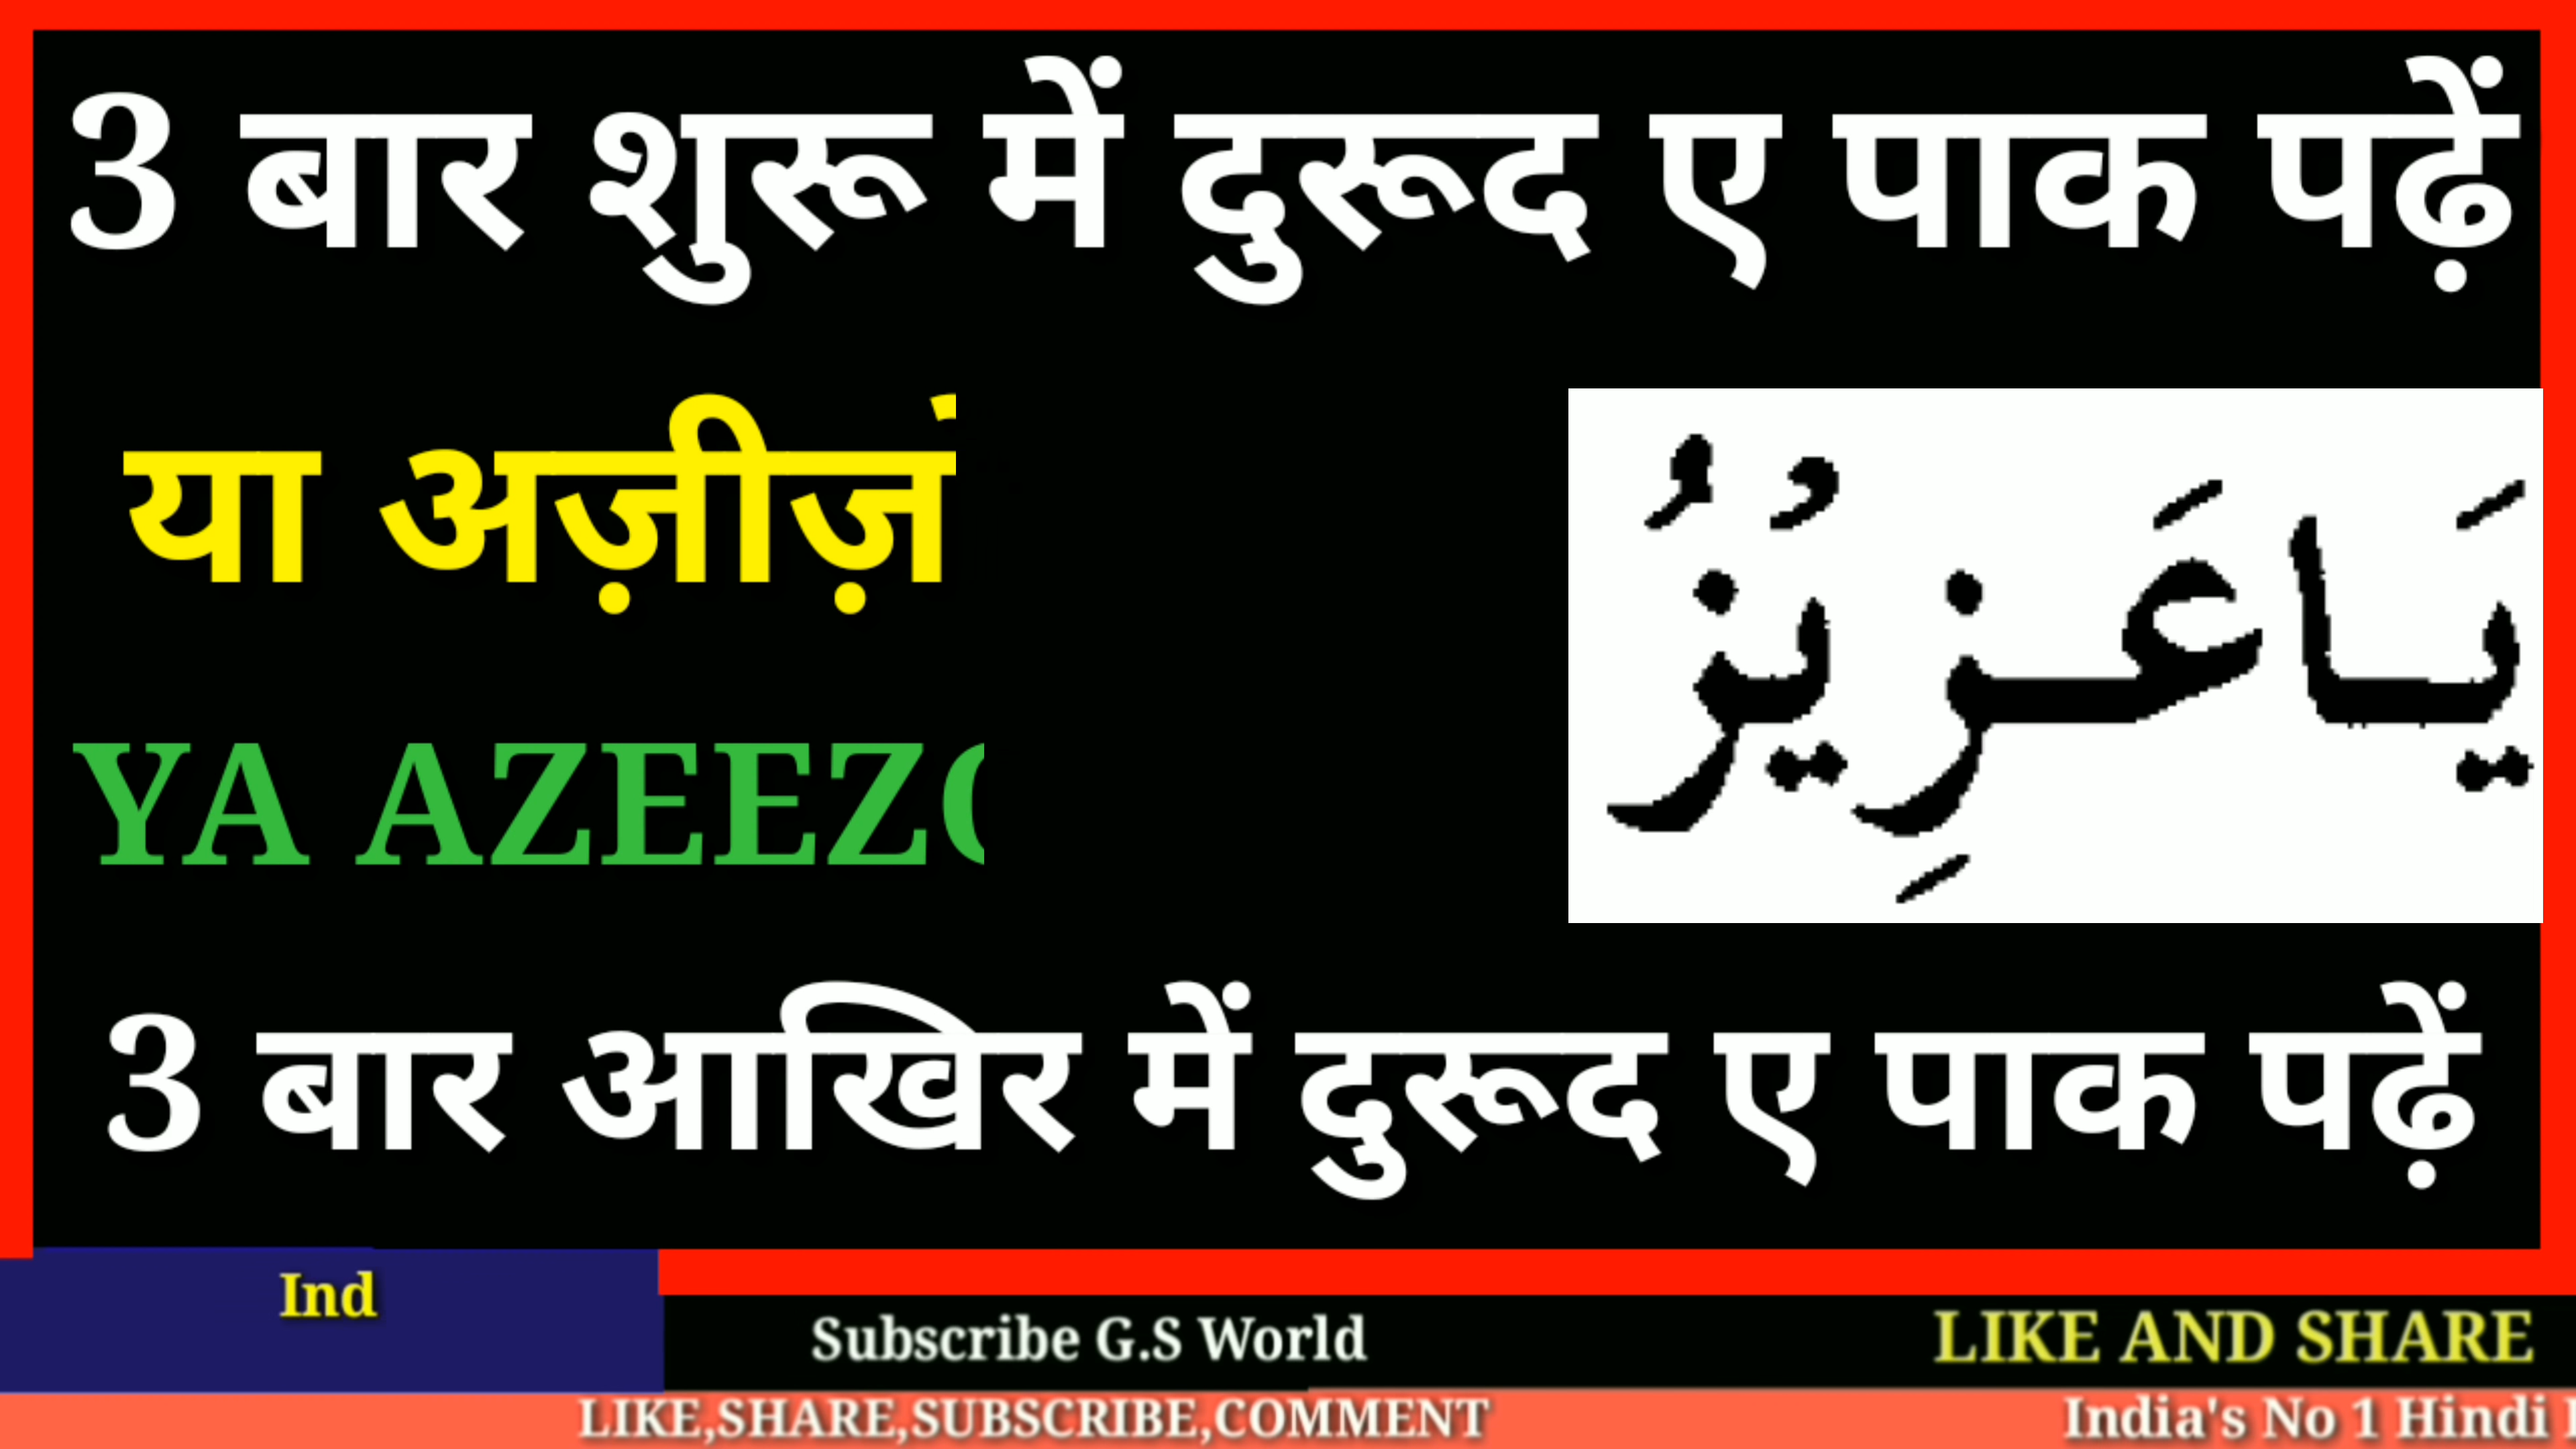 3 बार शुरू में दुरूद ए पाक पढ़ें
या अज़ीज़
يَاعَزِيْزُ
YA AZEEZ
3 बार आखिर में दुरूद ए पाक पढ़ें
Ind
Subscribe G.S World
LIKE AND SHARE
LIKE,SHARE,SUBSCRIBE,COMMENT
India's No 1 Hindi